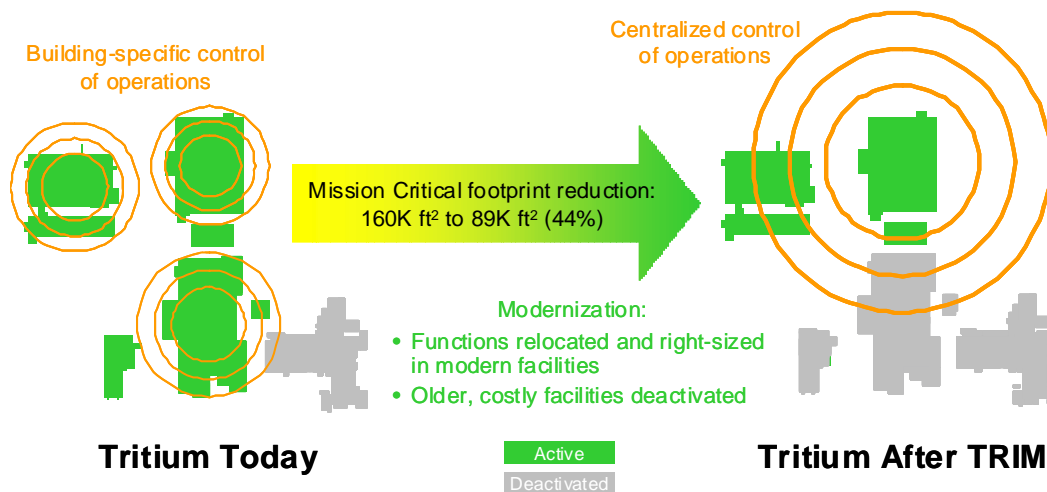 Building-specific control
of operations
Centralized control
of operations
Mission Critical footprint reduction:
160K ft² to 89K ft² (44%)
Modernization:
• Functions relocated and right-sized
in modern facilities
• Older, costly facilities deactivated
Tritium Today
Active
Deactivated
Tritium After TRIM